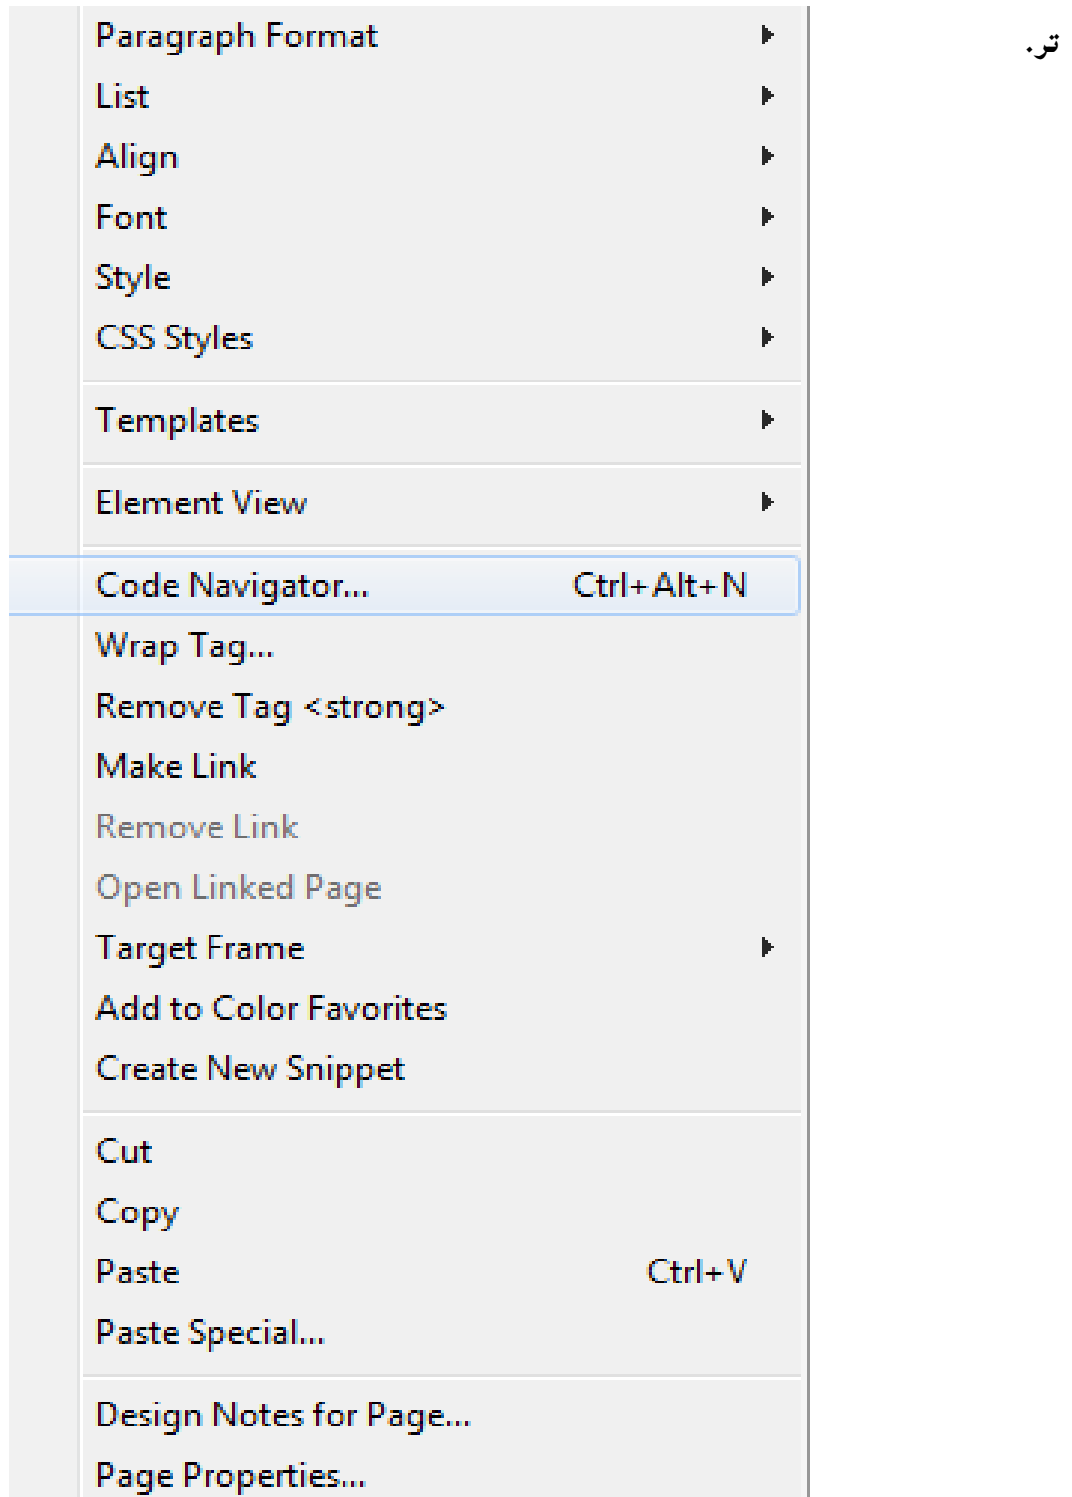 Paragraph Format
تر.
List
Align
Font
Style
CSS Styles
Templates
Element View
Code Navigator... Ctrl+Alt+N
Wrap Tag...
Remove Tag <strong>
Make Link
Remove Link
Open Linked Page
Target Frame
Add to Color Favorites
Create New Snippet
Cut
Copy
Paste Ctrl+V
Paste Special...
Design Notes for Page...
Page Properties...